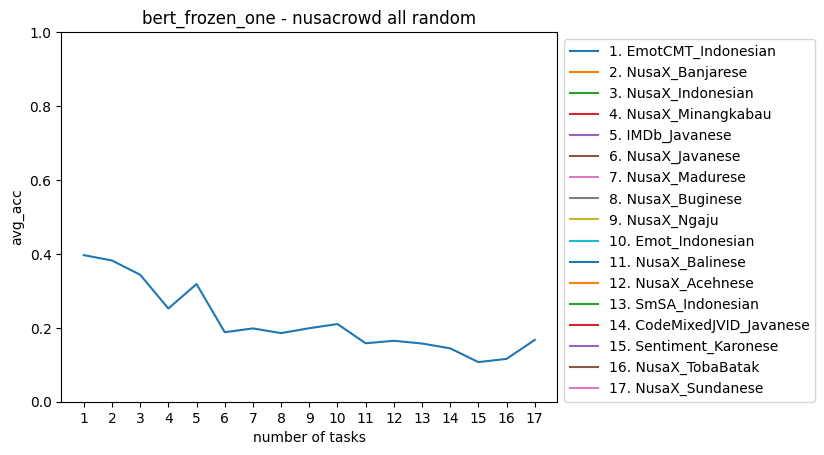 bert_frozen_one - nusacrowd all random
1.0
0.8
0.6
0.4
0.2
0.0
avg_acc
1 2 3 4 5 6 7 8 9 10 11 12 13 14 15 16 17
number of tasks
1. EmotCMT_Indonesian
2. NusaX_Banjarese
3. NusaX_Indonesian
4. NusaX_Minangkabau
5. IMDb_Javanese
6. NusaX_Javanese
7. NusaX_Madurese
8. NusaX_Buginese
9. NusaX_Ngaju
10. Emot_Indonesian
11. NusaX_Balinese
12. NusaX_Acehnese
13. SmSA_Indonesian
14. CodeMixedJVID_Javanese
15. Sentiment_Karonese
16. NusaX_TobaBatak
17. NusaX_Sundanese